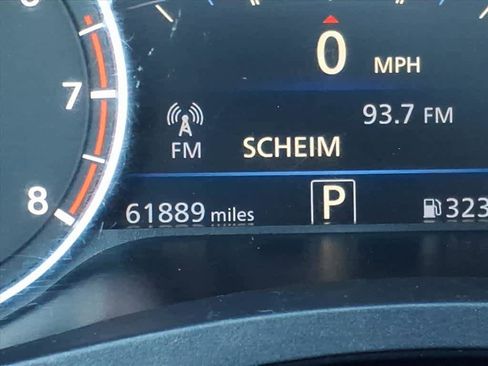 0 MPH
7
93.7 FM
FM SCHEIM
8
61889 miles P 323